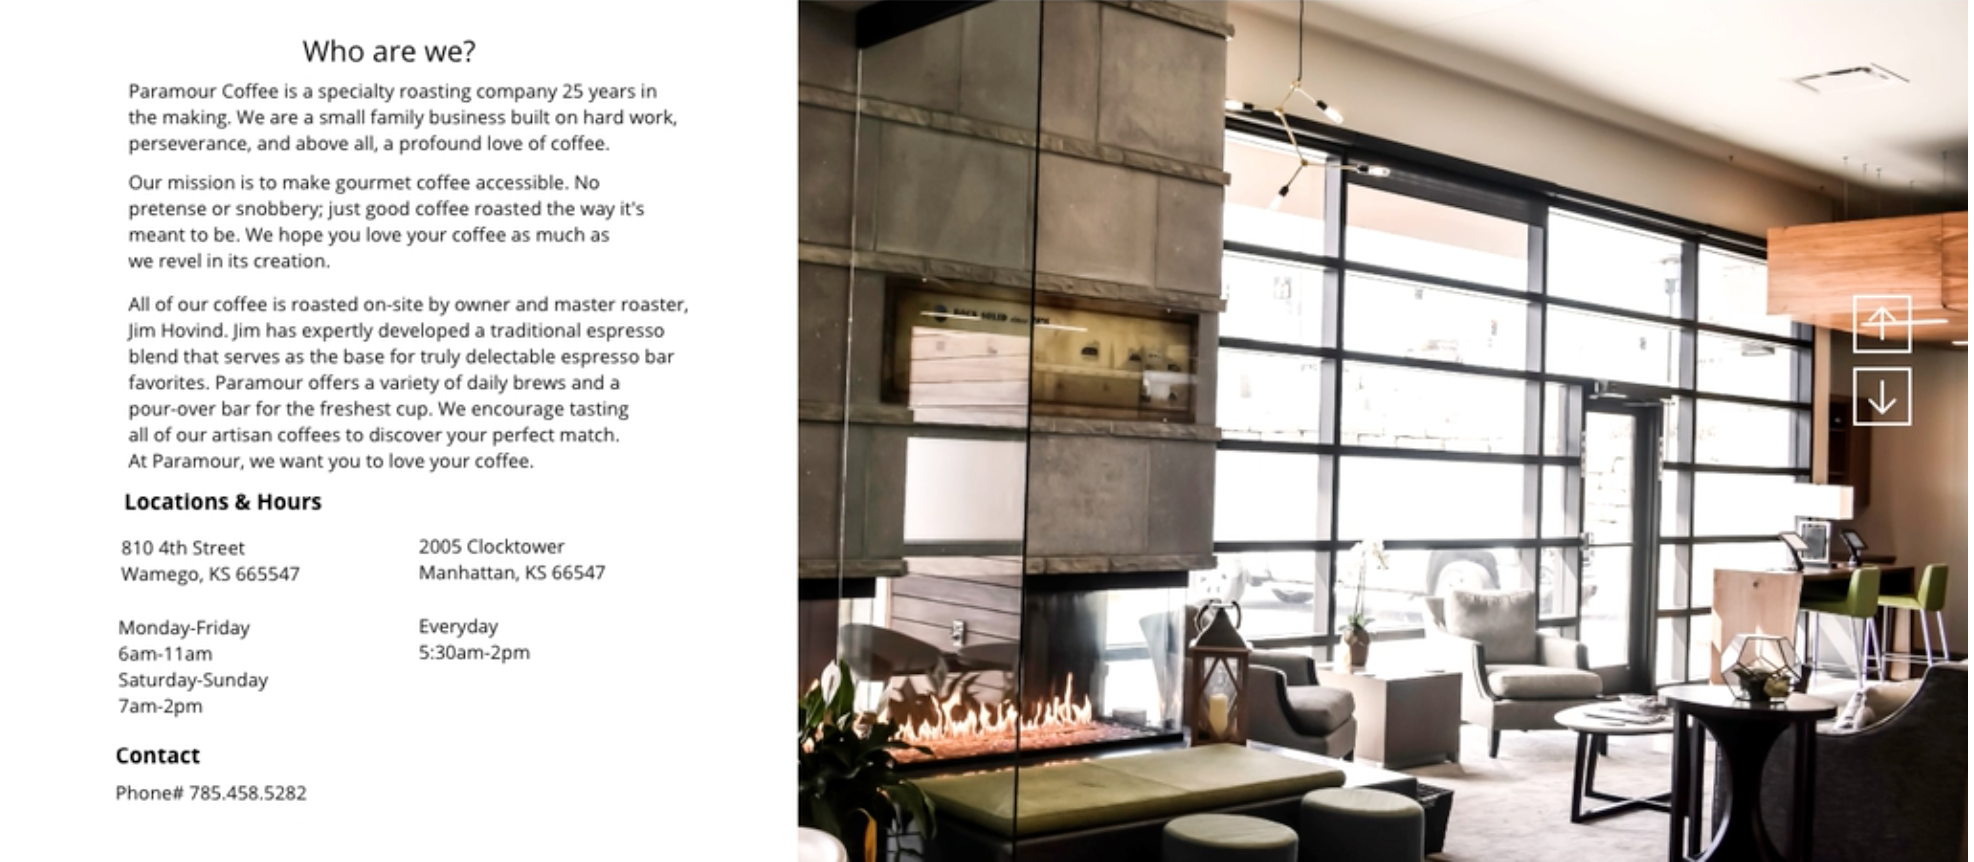 Who are we?
Paramour Coffee is a specialty roasting company 25 years in
the making. We are a small family business built on hard work,
perseverance, and above all, a profound love of coffee.
Our mission is to make gourmet coffee accessible. No
pretense or snobbery; just good coffee roasted the way it's
meant to be. We hope you love your coffee as much as
we revel in its creation.
All of our coffee is roasted on-site by owner and master roaster,
Jim Hovind. Jim has expertly developed a traditional espresso
blend that serves as the base for truly delectable espresso bar
favorites. Paramour offers a variety of daily brews and a
pour-over bar for the freshest cup. We encourage tasting
all of our artisan coffees to discover your perfect match.
At Paramour, we want you to love your coffee.
Locations & Hours
810 4th Street
Wamego, KS 665547
Monday-Friday
6am-11am
Saturday-Sunday
7am-2pm
2005 Clocktower
Manhattan, KS 66547
Everyday
5:30am-2pm
Contact
Phone# 785.458.5282